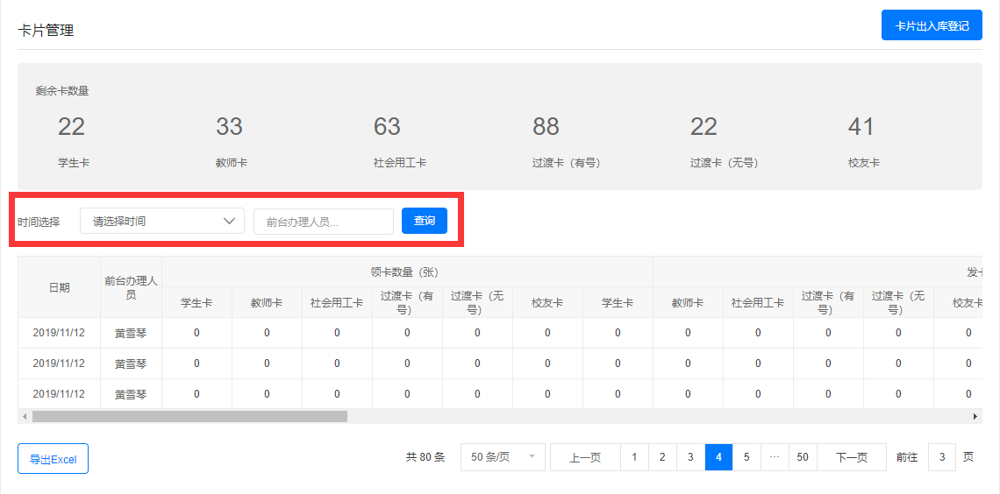 卡片管理
卡片出入库登记
剩余卡数量
22 33 63 88 22 41
学生卡 教师卡 社会用工卡 过渡卡（有号） 过渡卡（无号） 校友卡
时间选择 请选择时间 前台办理人员... 查询
日期 前台办理人员 领卡数量（张） 发卡
学生卡 教师卡 社会用工卡 过渡卡（有号） 过渡卡（无号） 校友卡 学生卡 教师卡 社会用工卡 过渡卡（有号） 过渡卡（无号） 校友卡
2019/11/12 黄雪琴 0 0 0 0 0 0 0 0 0 0 0 0
2019/11/12 黄雪琴 0 0 0 0 0 0 0 0 0 0 0 0
2019/11/12 黄雪琴 0 0 0 0 0 0 0 0 0 0 0 0
导出Excel 共 80 条 50 条/页 上一页 1 2 3 4 5 ··· 50 下一页 前往 3 页